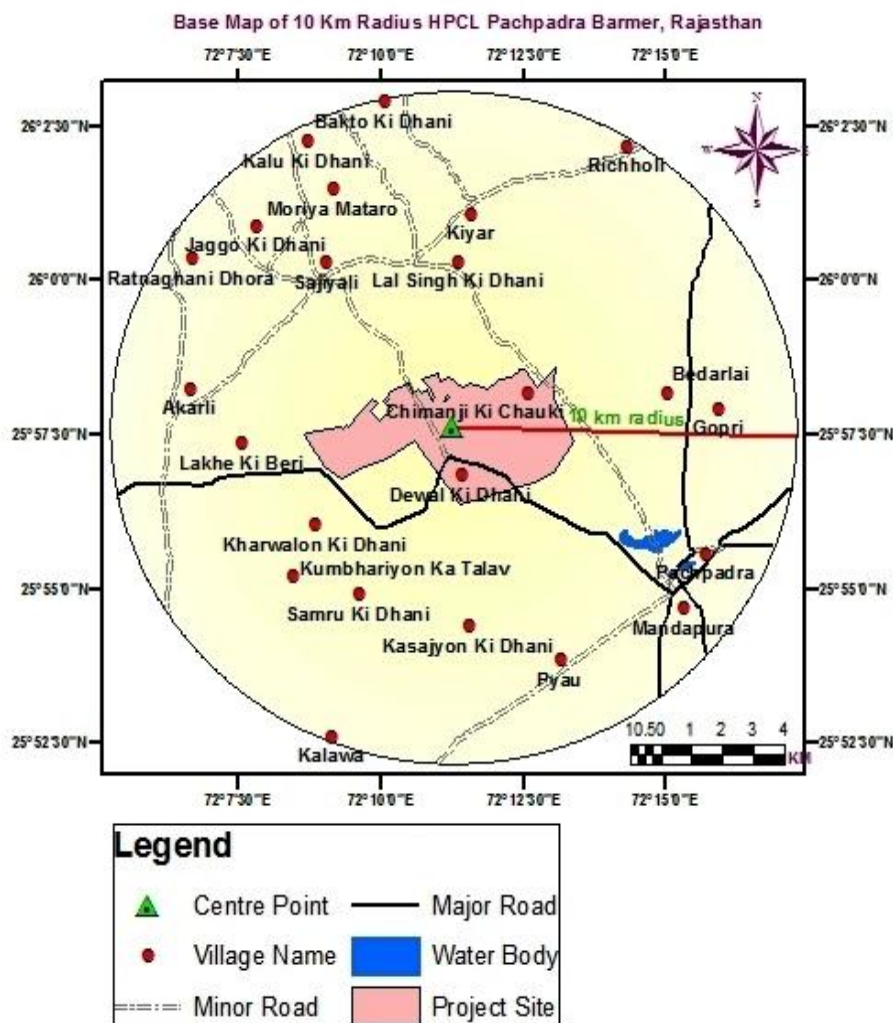 Base Map of 10 Km Radius HPCL Pachpadra Barmer, Rajasthan
72°7'30"E 72°10'0"E 72°12'30"E 72°15'0"E
26°2'30"N 26°2'30"N
26°0'0"N 26°0'0"N
25°57'30"N 25°57'30"N
25°55'0"N 25°55'0"N
25°52'30"N 25°52'30"N
N
W
E
S
Bakto Ki Dhani
Kalu Ki Dhani
Richholi
Moriya Mataro
Kiyar
Jaggo Ki Dhani
Ratnaghani Dhora
Sajiyali
Lal Singh Ki Dhani
Bedarlai
Akarli
Chimanji Ki Chauki
10 km radius
Gopri
Lakhe Ki Beri
Dewal Ki Dhani
Kharwalon Ki Dhani
Kumbhariyon Ka Talav
Pachpadra
Samru Ki Dhani
Mandapura
Kasajyon Ki Dhani
Pyau
Kalawa
10.50 1 2 3 4
KM
72°7'30"E 72°10'0"E 72°12'30"E 72°15'0"E
Legend
Centre Point Major Road
Village Name Water Body
Minor Road Project Site